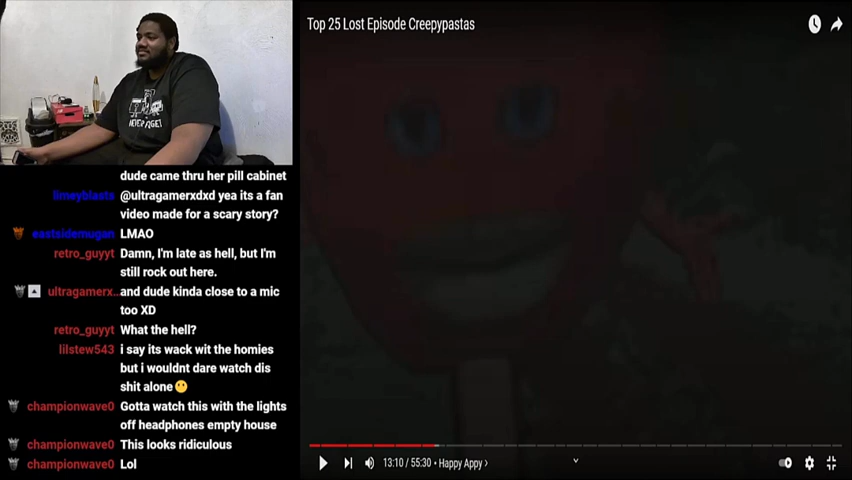 Top 25 Lost Episode Creepypastas
NEVER FORGET
dude came thru her pill cabinet
limeyblasts @ultragamerxdxd yea its a fan
video made for a scary story?
eastsidemugan LMAO
retro_guyyt Damn, I'm late as hell, but I'm
still rock out here.
ultragamerx... and dude kinda close to a mic
too XD
retro_guyyt What the hell?
lilstew543 i say its wack wit the homies
but i wouldnt dare watch dis
shit alone😶
championwave0 Gotta watch this with the lights
off headphones empty house
championwave0 This looks ridiculous
championwave0 Lol
13:10 / 55:30 • Happy Appy ›